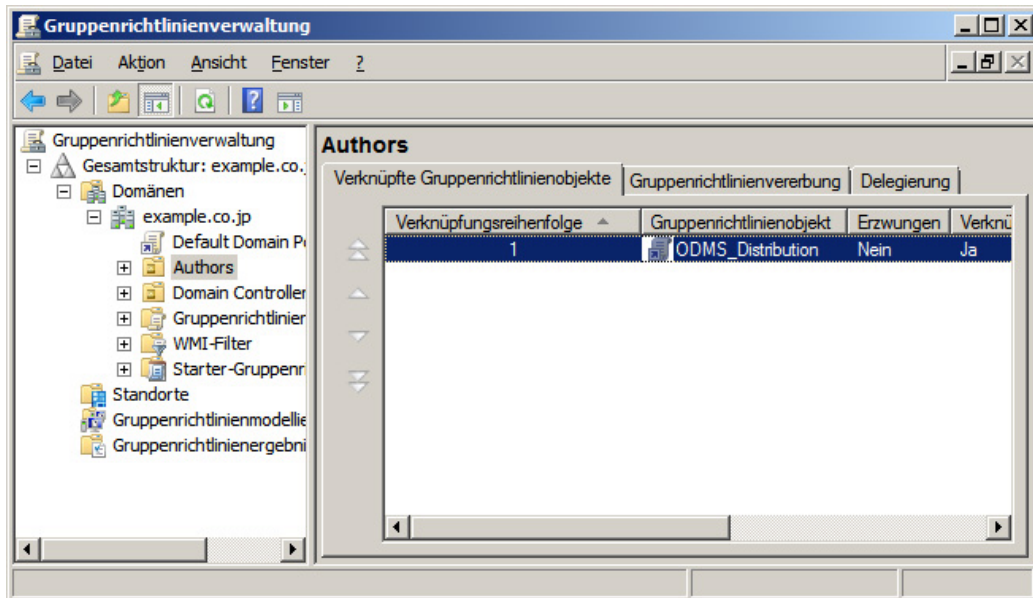 Gruppenrichtlinienverwaltung
Datei Aktion Ansicht Fenster ?
Gruppenrichtlinienverwaltung
Gesamtstruktur: example.co.
Domänen
example.co.jp
Default Domain P
Authors
Domain Controller
Gruppenrichtlinier
WMI-Filter
Starter-Gruppenri
Standorte
Gruppenrichtlinienmodellie
Gruppenrichtlinienergebni
Authors
Verknüpfte Gruppenrichtlinienobjekte Gruppenrichtlinienvererbung Delegierung
Verknüpfungsreihenfolge Gruppenrichtlinienobjekt Erzwungen Verknü
1 ODMS_Distribution Nein Ja